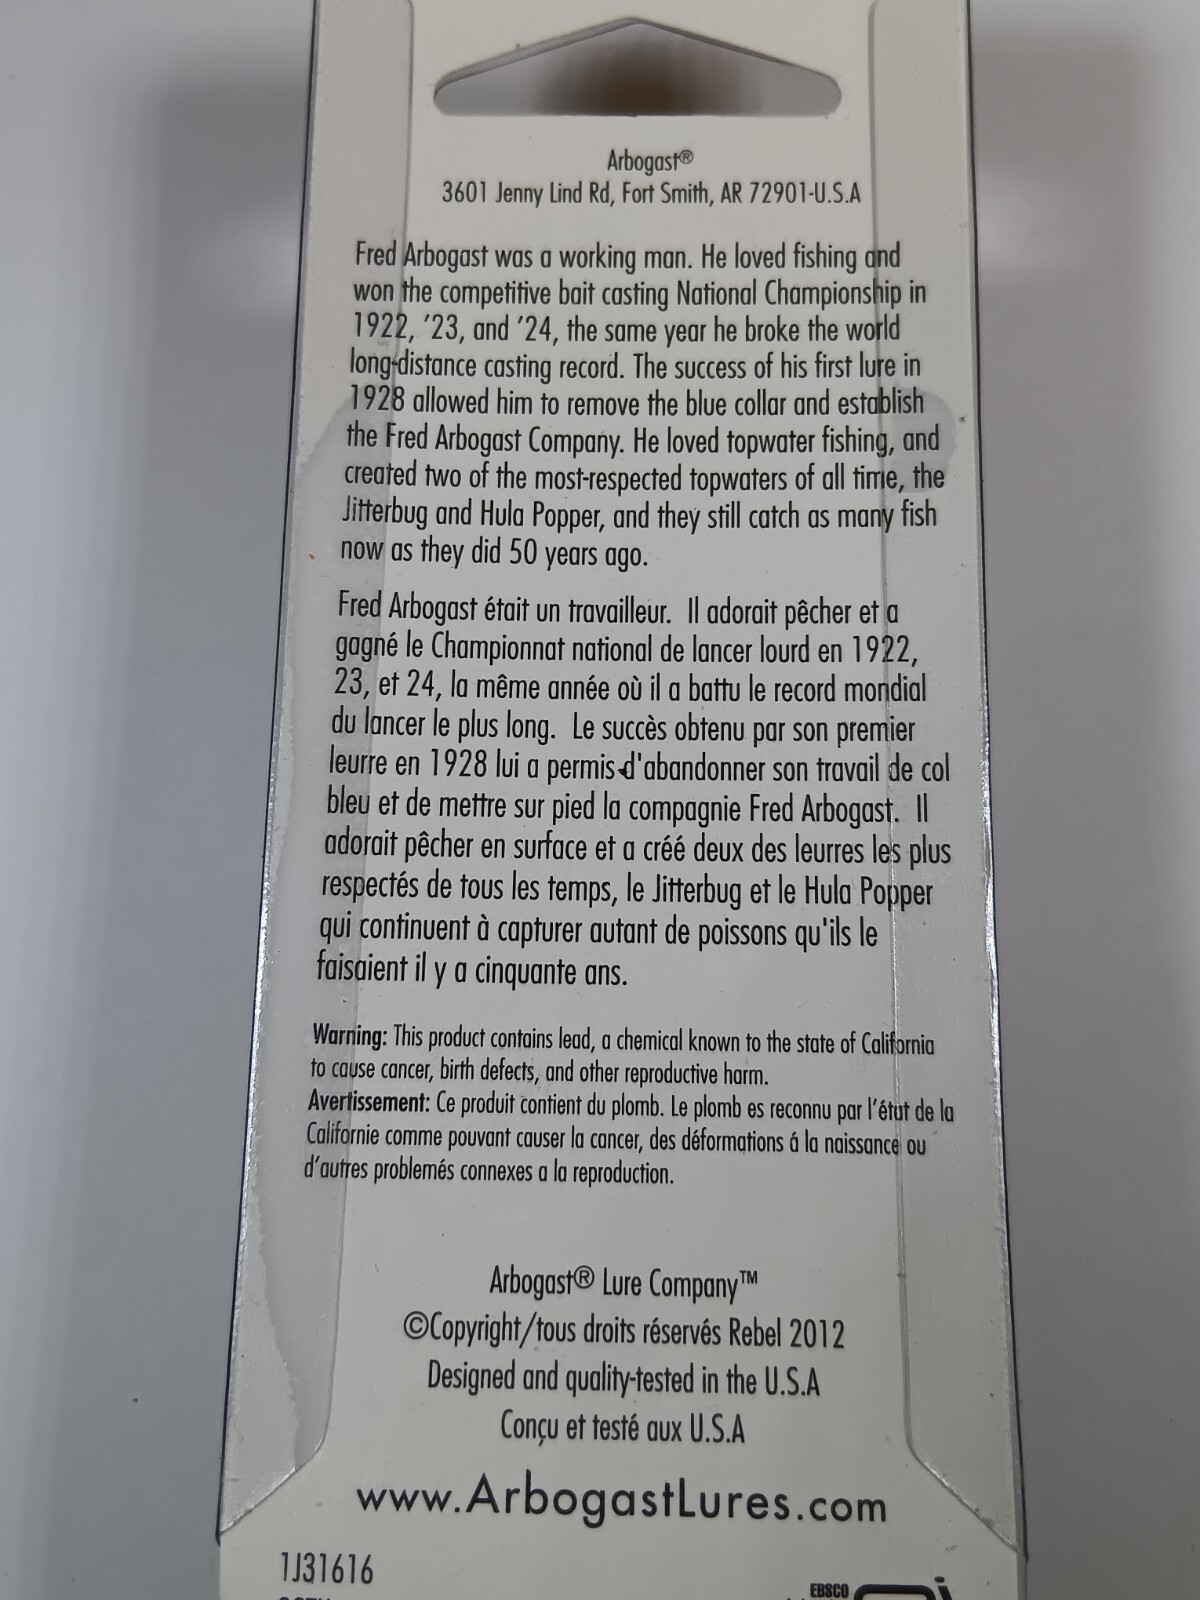 Arbogast®
3601 Jenny Lind Rd, Fort Smith, AR 72901-U.S.A
Fred Arbogast was a working man. He loved fishing and
won the competitive bait casting National Championship in
1922, '23, and '24, the same year he broke the world
long-distance casting record. The success of his first lure in
1928 allowed him to remove the blue collar and establish
the Fred Arbogast Company. He loved topwater fishing, and
created two of the most-respected topwaters of all time, the
Jitterbug and Hula Popper, and they still catch as many fish
now as they did 50 years ago.
Fred Arbogast était un travailleur. Il adorait pêcher et a
gagné le Championnat national de lancer lourd en 1922,
23, et 24, la même année où il a battu le record mondial
du lancer le plus long. Le succès obtenu par son premier
leurre en 1928 lui a permis d'abandonner son travail de col
bleu et de mettre sur pied la compagnie Fred Arbogast. Il
adorait pêcher en surface et a créé deux des leurres les plus
respectés de tous les temps, le Jitterbug et le Hula Popper
qui continuent à capturer autant de poissons qu'ils le
faisaient il y a cinquante ans.
Warning: This product contains lead, a chemical known to the state of California
to cause cancer, birth defects, and other reproductive harm.
Avertissement: Ce produit contient du plomb. Le plomb es reconnu par l'état de la
Californie comme pouvant causer la cancer, des déformations á la naissance ou
d'autres problemés connexes a la reproduction.
Arbogast® Lure Company™
©Copyright/tous droits réservés Rebel 2012
Designed and quality-tested in the U.S.A
Conçu et testé aux U.S.A
www.ArbogastLures.com
1J31616
EBSCO